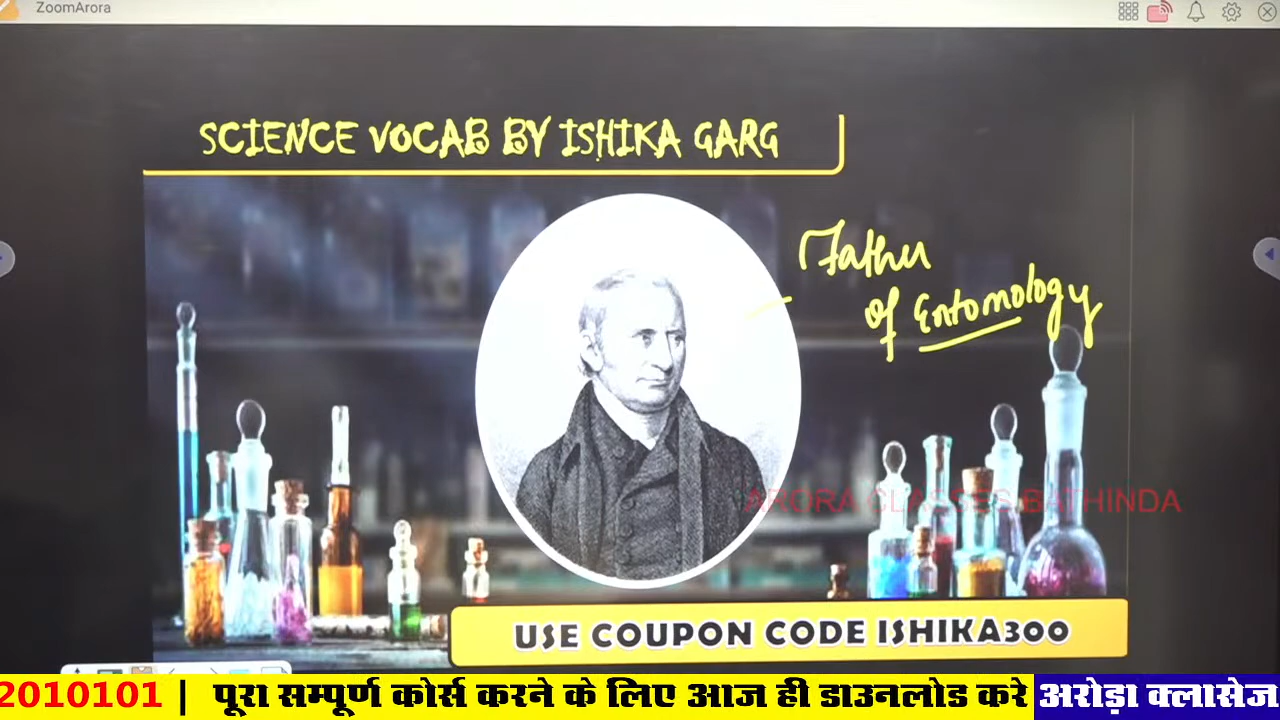 ZoomArora
SCIENCE VOCAB BY ISHIKA GARG
Father
of Entomology
ARORA CLASSES BATHINDA
USE COUPON CODE ISHIKA300
2010101 | पूरा सम्पूर्ण कोर्स करने के लिए आज ही डाउनलोड करे अरोड़ा क्लासेज